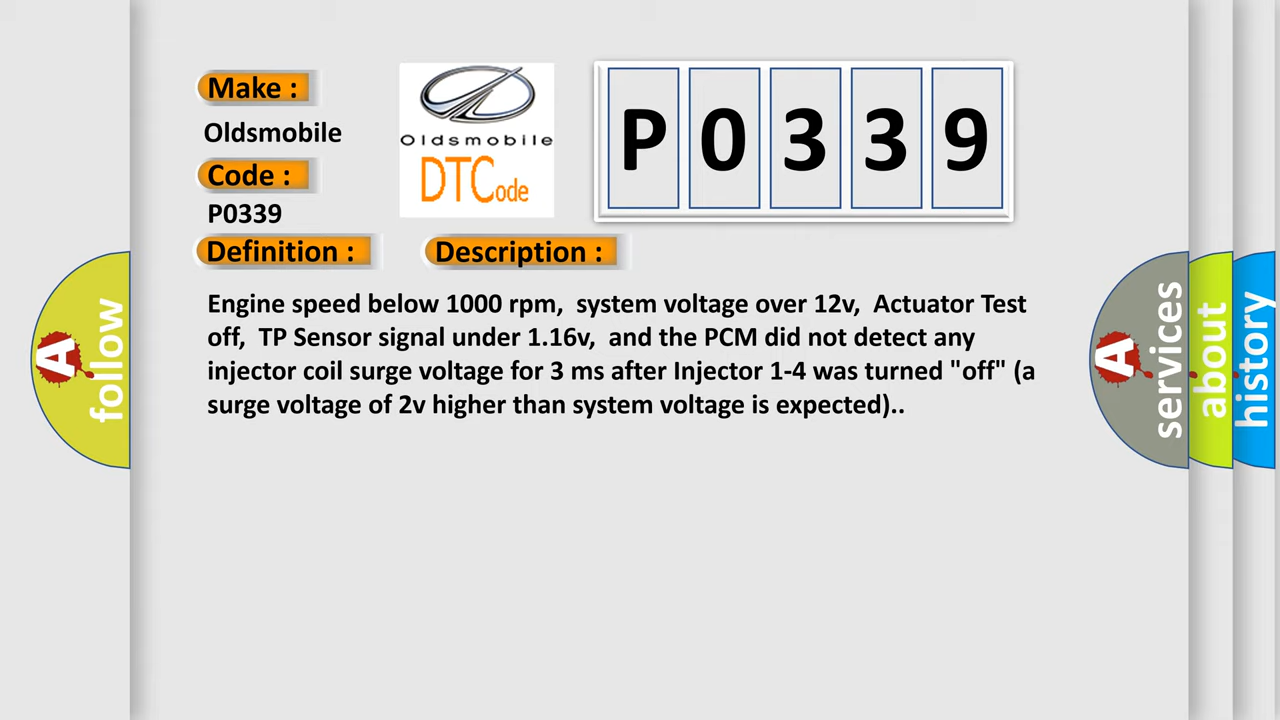 Make :
Oldsmobile
Code :
P0339
Oldsmobile
DTCode
P0339
Definition :
Description :
Engine speed below 1000 rpm, system voltage over 12v, Actuator Test
off, TP Sensor signal under 1.16v, and the PCM did not detect any
injector coil surge voltage for 3 ms after Injector 1-4 was turned "off" (a
surge voltage of 2v higher than system voltage is expected)..
A
follow
A
services
about
history